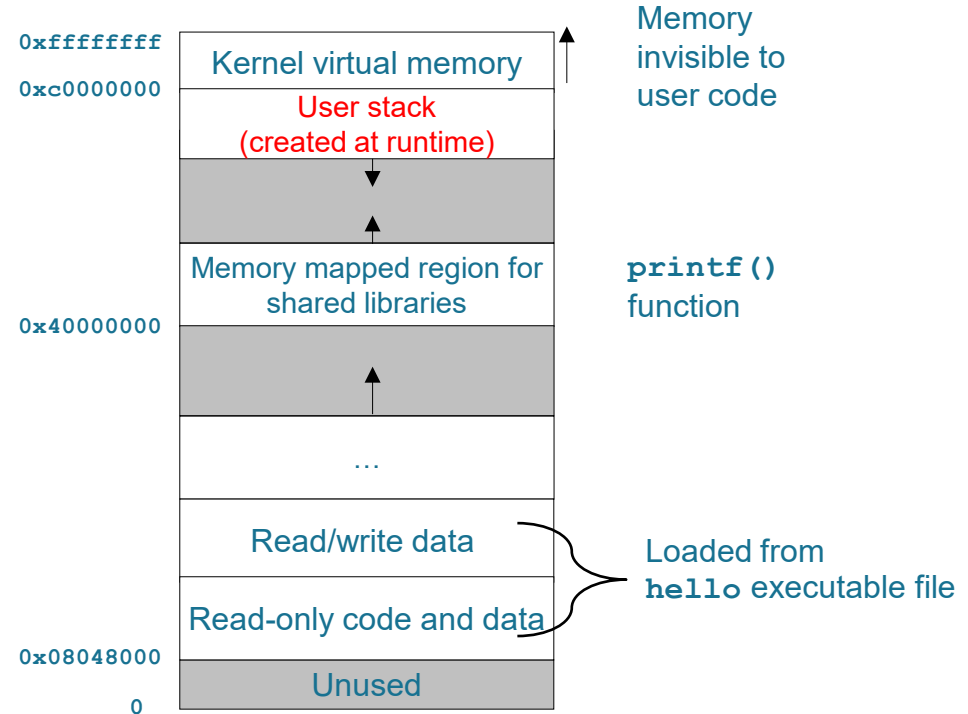 0xffffffff
Kernel virtual memory
Memory
invisible to
user code
0xc0000000
User stack
(created at runtime)
Memory mapped region for
shared libraries
printf()
function
0x40000000
...
Read/write data
Loaded from
hello executable file
Read-only code and data
0x08048000
Unused
0